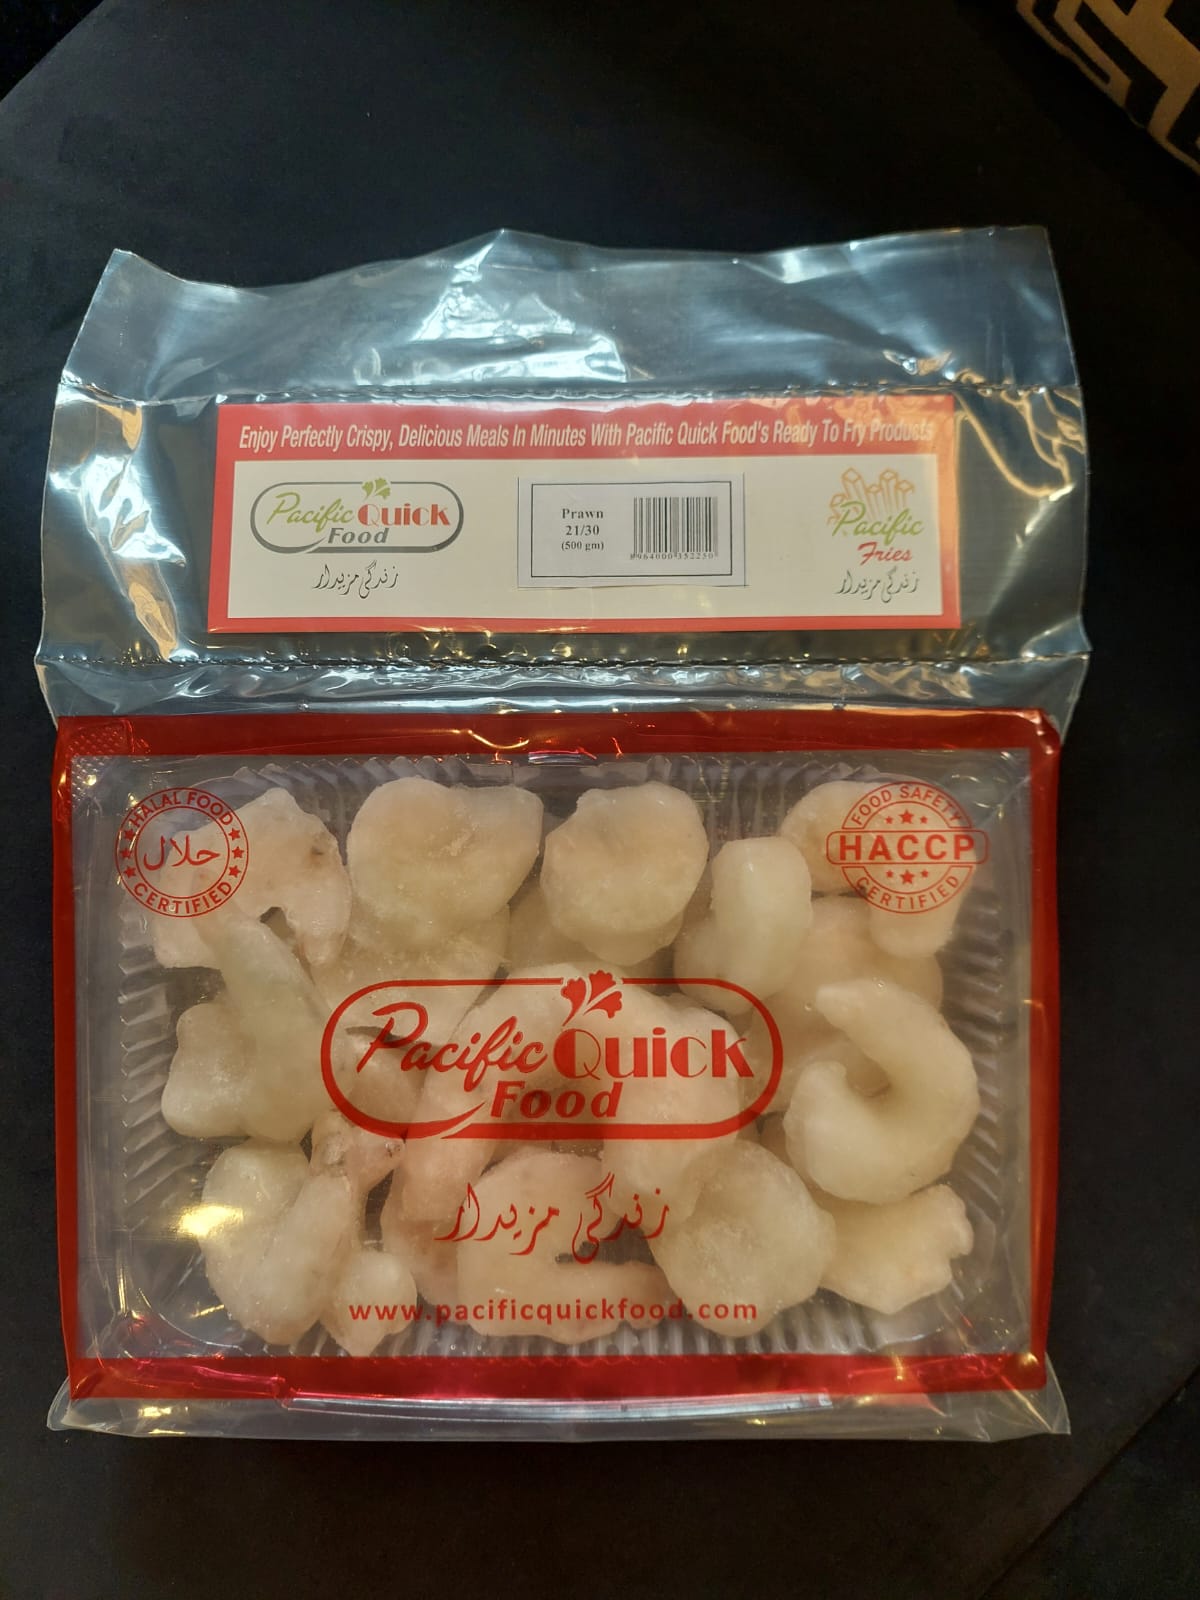 Enjoy Perfectly Crispy, Delicious Meals In Minutes With Pacific Quick Food's Ready To Fry Products
Pacific Quick
Food
زندگی مزیدار
Prawn
21/30
(500 gm)
8964000352250
Pacific
Fries
زندگی مزیدار
HALAL FOOD
حلال
CERTIFIED
FOOD SAFETY
HACCP
CERTIFIED
Pacific Quick
Food
زندگی مزیدار
www.pacificquickfood.com